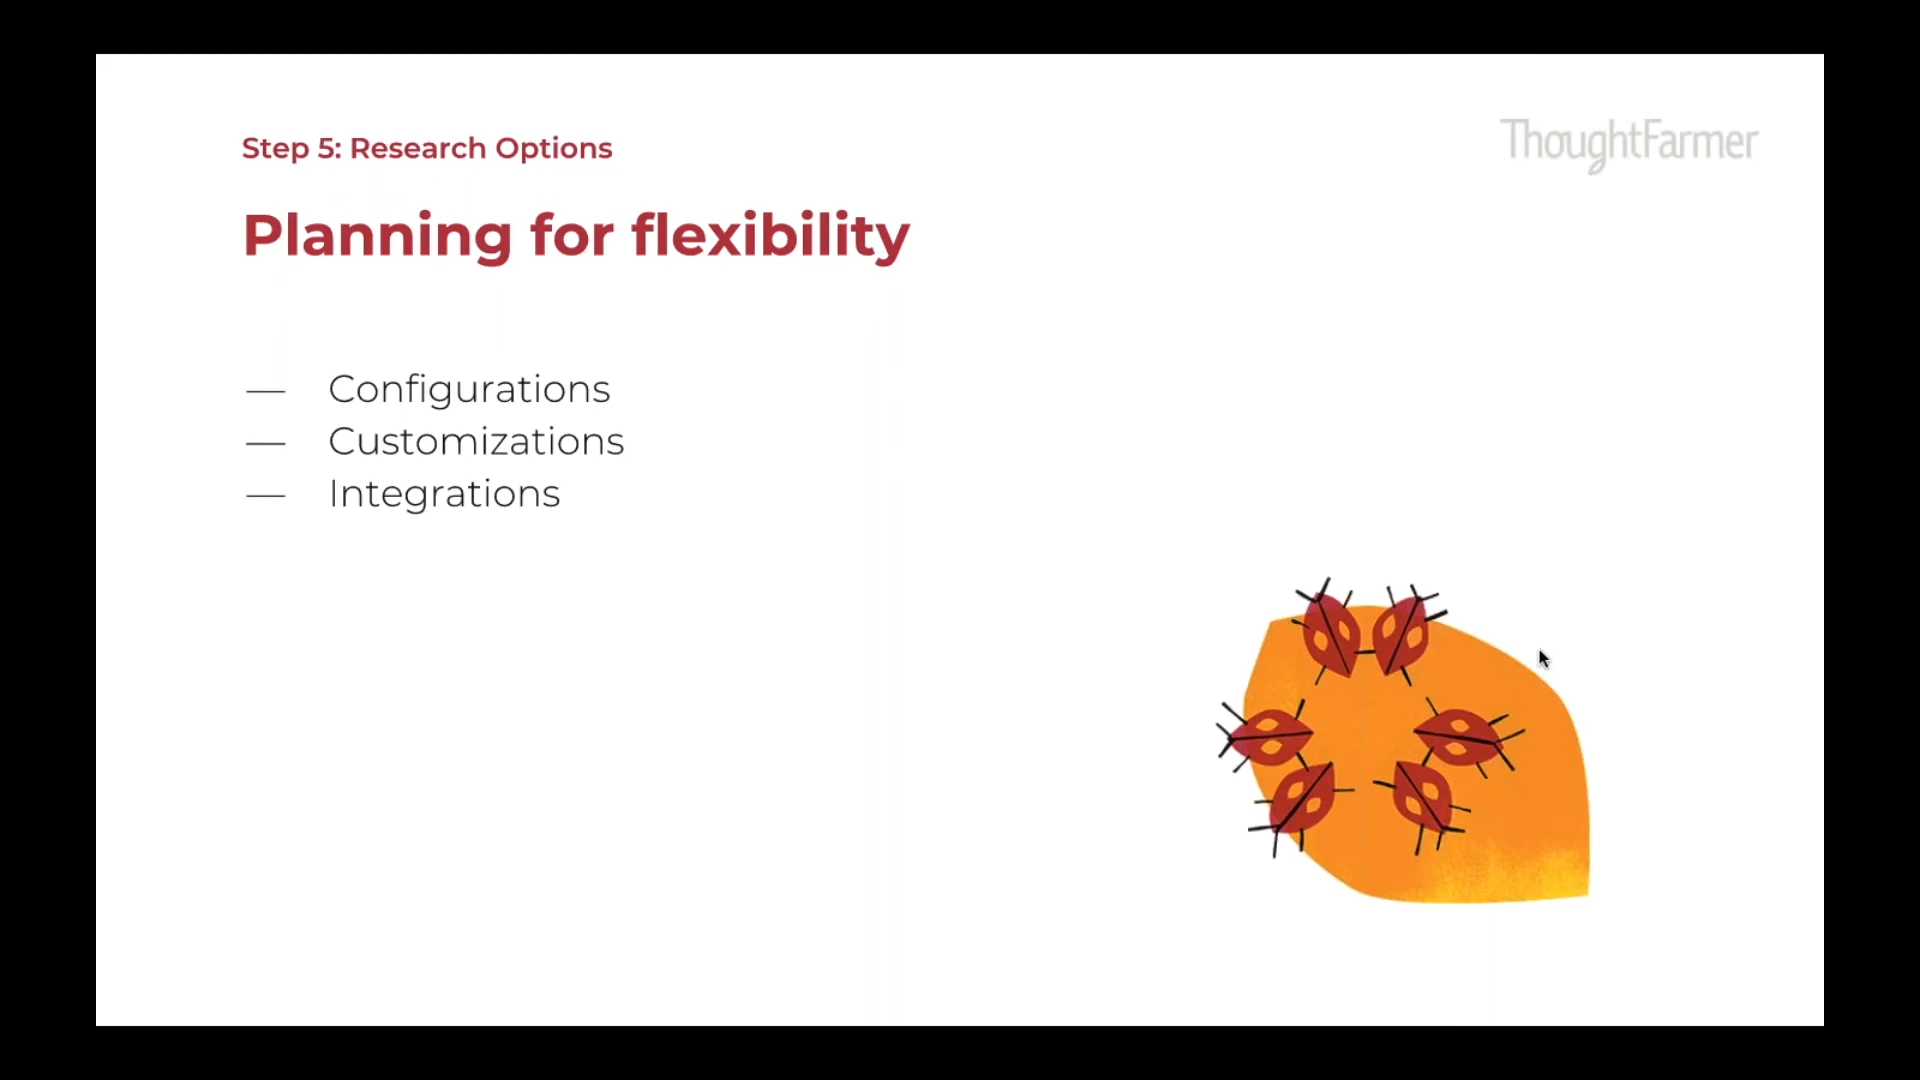 Step 5: Research Options
ThoughtFarmer
Planning for flexibility
— Configurations
— Customizations
— Integrations